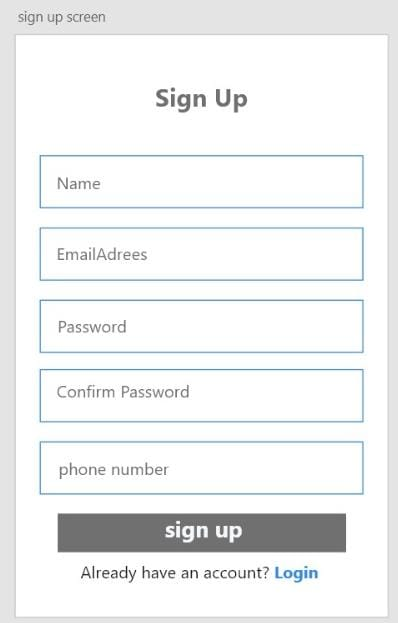 sign up screen
Sign Up
Name
EmailAdrees
Password
Confirm Password
phone number
sign up
Already have an account? Login